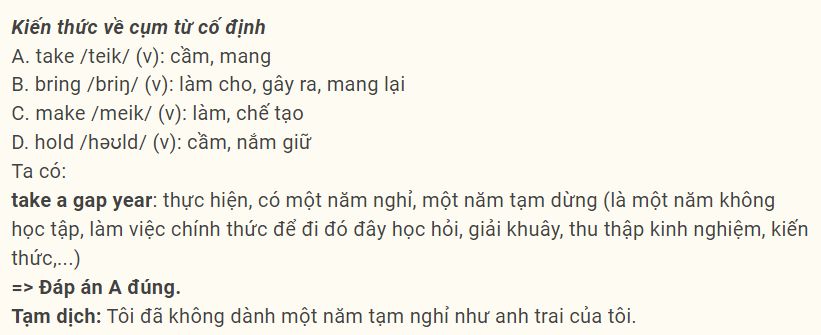 Kiến thức về cụm từ cố định
A. take /teik/ (v): cầm, mang
B. bring /briŋ/ (v): làm cho, gây ra, mang lại
C. make /meik/ (v): làm, chế tạo
D. hold /həʊld/ (v): cầm, nắm giữ
Ta có:
take a gap year: thực hiện, có một năm nghỉ, một năm tạm dừng (là một năm không
học tập, làm việc chính thức để đi đó đây học hỏi, giải khuây, thu thập kinh nghiệm, kiến
thức,...)
=> Đáp án A đúng.
Tạm dịch: Tôi đã không dành một năm tạm nghỉ như anh trai của tôi.